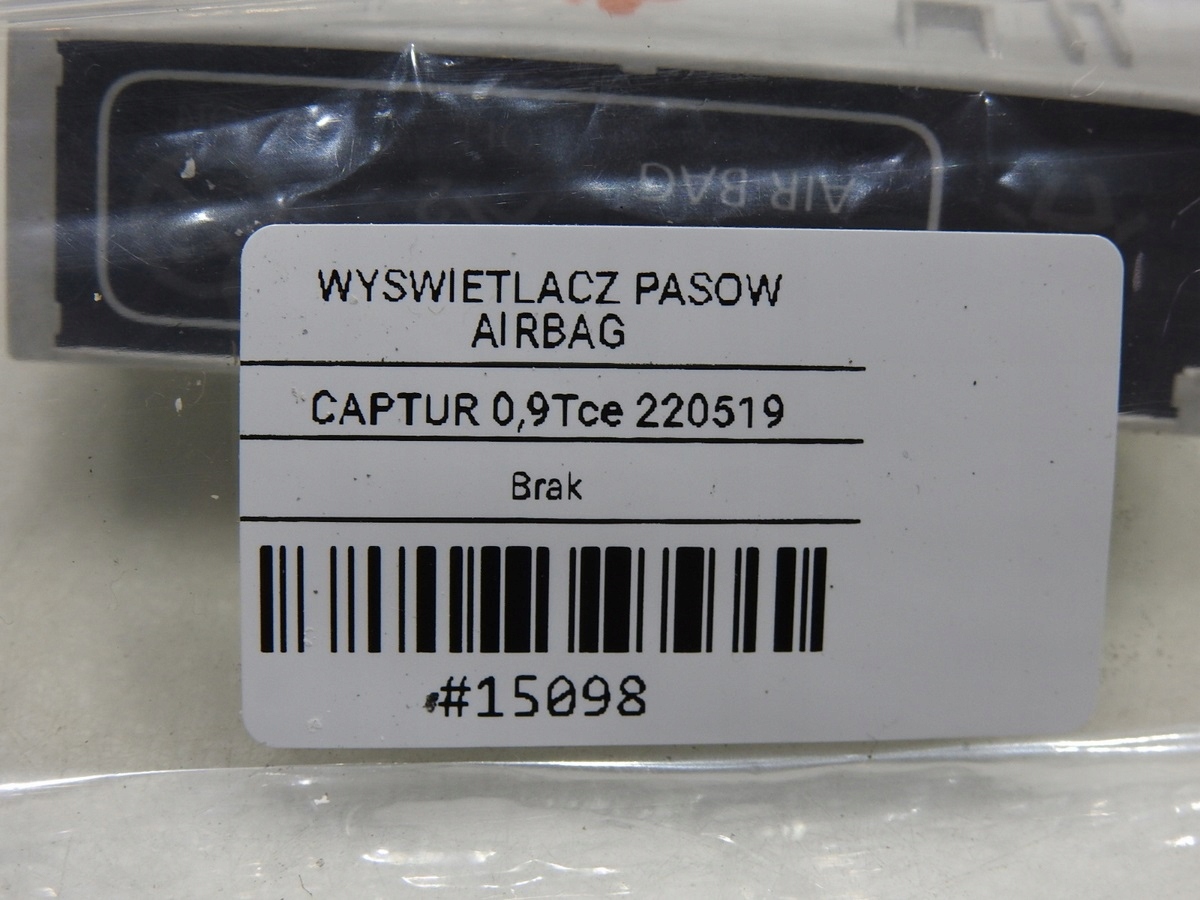 AIR BAG
WYSWIETLACZ PASOW
AIRBAG
CAPTUR 0,9Tce 220519
Brak
#15098